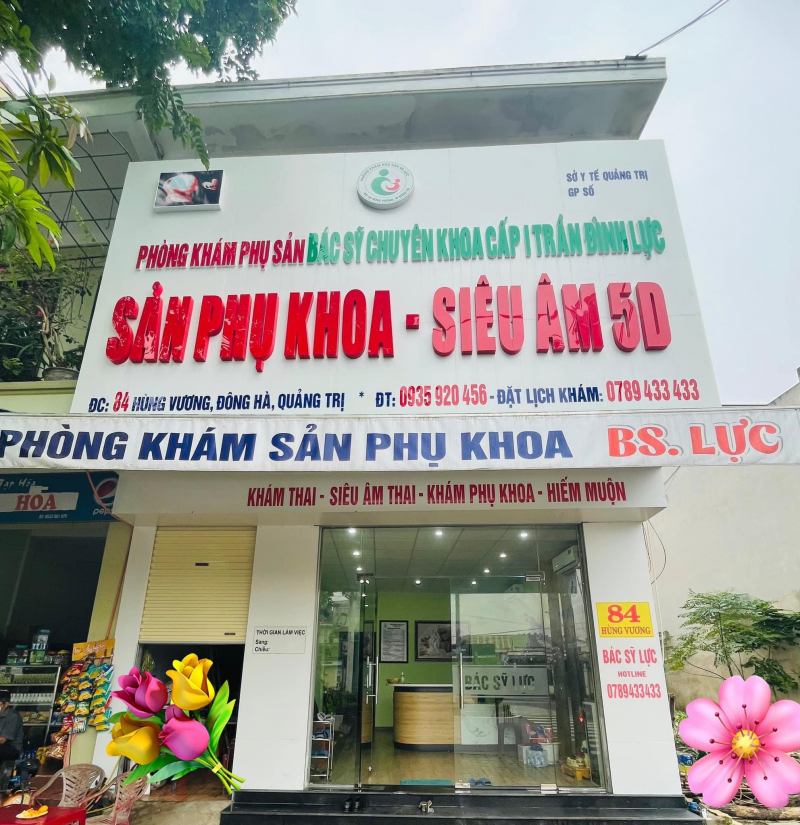 SỞ Y TẾ QUẢNG TRỊ
GP SỐ
PHÒNG KHÁM PHỤ SẢN BÁC SỸ CHUYÊN KHOA CẤP I TRẦN ĐÌNH LỰC
SẢN PHỤ KHOA - SIÊU ÂM 5D
ĐC: 84 HÙNG VƯƠNG, ĐÔNG HÀ, QUẢNG TRỊ * ĐT: 0935 920 456 - ĐẶT LỊCH KHÁM: 0789 433 433
PHÒNG KHÁM SẢN PHỤ KHOA BS. LỰC
KHÁM THAI - SIÊU ÂM THAI - KHÁM PHỤ KHOA - HIẾM MUỘN
Tạp Hóa
HOA
pepsi
THỜI GIAN LÀM VIỆC
Sáng:
Chiều:
BÁC SỸ LỰC
84
HÙNG VƯƠNG
BÁC SỸ LỰC
HOTLINE
0789433433